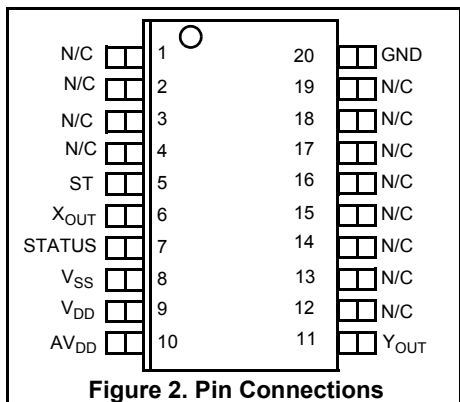 N/C 1 20 GND
N/C 2 19 N/C
N/C 3 18 N/C
N/C 4 17 N/C
ST 5 16 N/C
XOUT 6 15 N/C
STATUS 7 14 N/C
VSS 8 13 N/C
VDD 9 12 N/C
AVDD 10 11 YOUT
Figure 2. Pin Connections